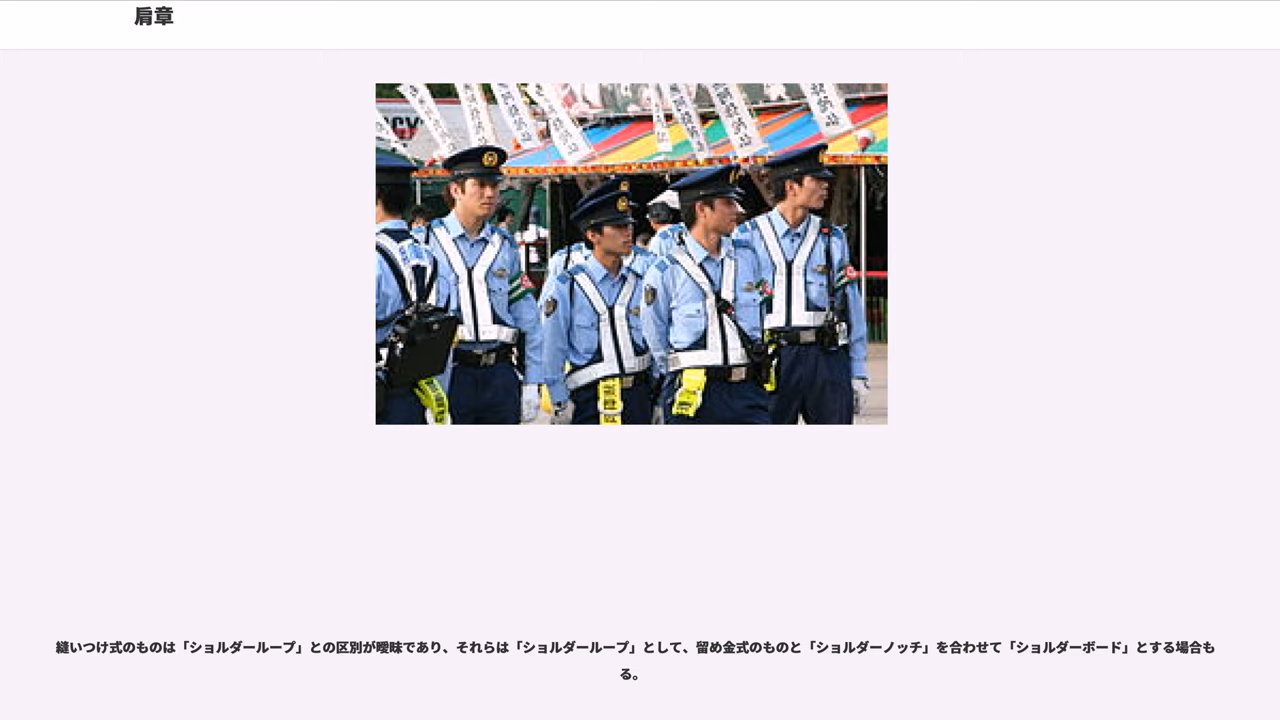 肩章
縫いつけ式のものは「ショルダーループ」との区別が曖昧であり、それらは「ショルダーループ」として、留め金式のものと「ショルダーノッチ」を合わせて「ショルダーボード」とする場合も
る。